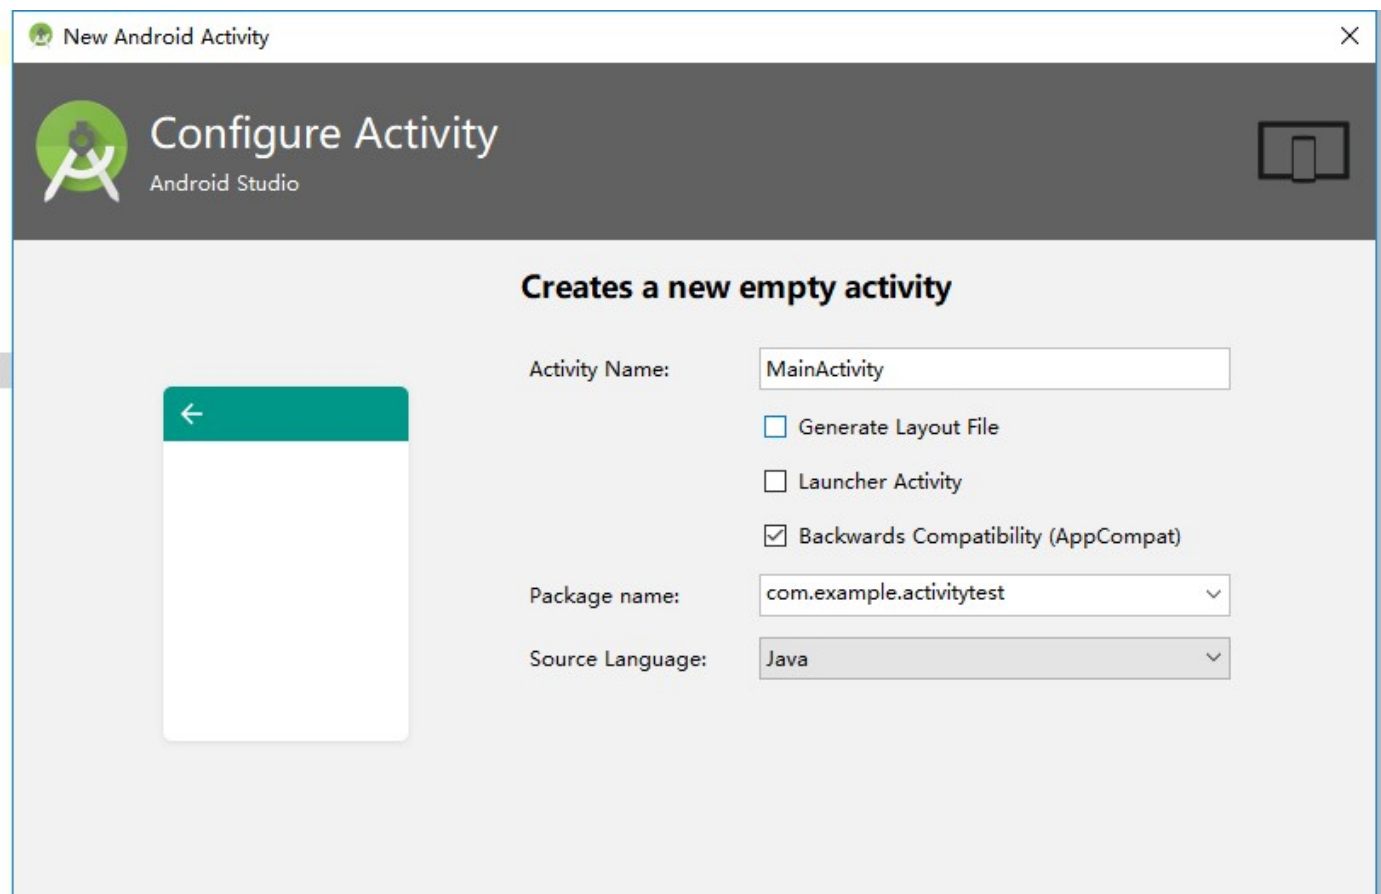 New Android Activity
Configure Activity
Android Studio
Creates a new empty activity
Activity Name: MainActivity
Generate Layout File
Launcher Activity
Backwards Compatibility (AppCompat)
Package name: com.example.activitytest
Source Language: Java